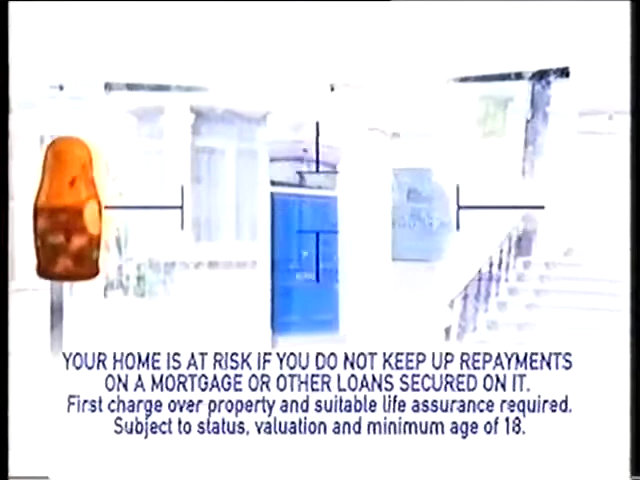 YOUR HOME IS AT RISK IF YOU DO NOT KEEP UP REPAYMENTS
ON A MORTGAGE OR OTHER LOANS SECURED ON IT.
First charge over property and suitable life assurance required.
Subject to status, valuation and minimum age of 18.